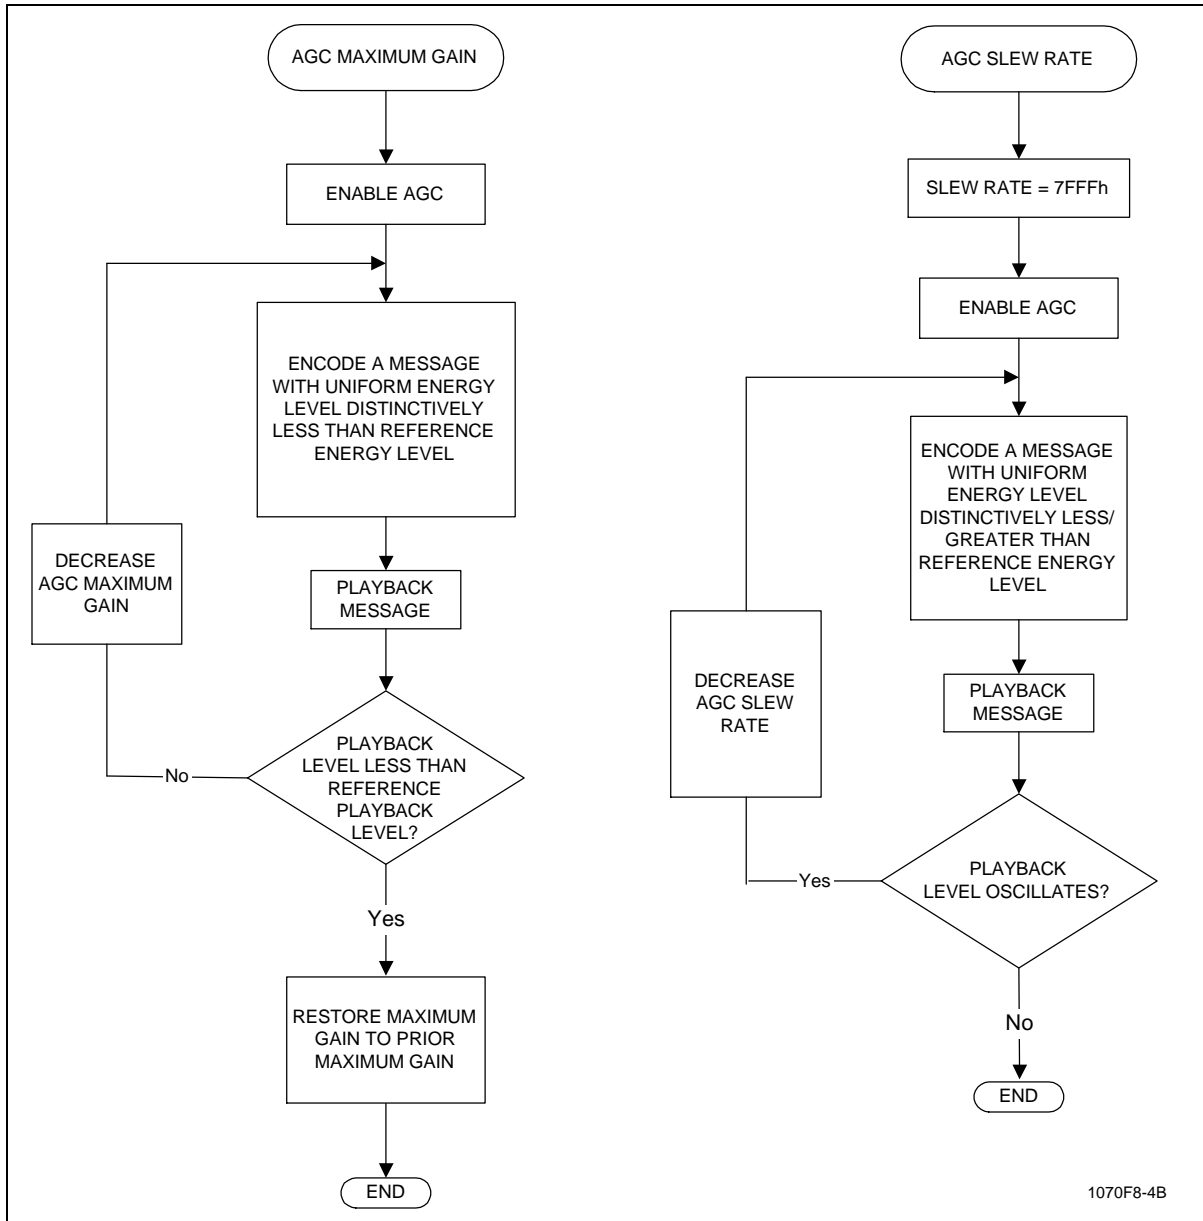 AGC MAXIMUM GAIN
ENABLE AGC
ENCODE A MESSAGE
WITH UNIFORM ENERGY
LEVEL DISTINCTIVELY
LESS THAN REFERENCE
ENERGY LEVEL
DECREASE
AGC MAXIMUM
GAIN
PLAYBACK
MESSAGE
PLAYBACK
LEVEL LESS THAN
REFERENCE
PLAYBACK
LEVEL?
No
Yes
RESTORE MAXIMUM
GAIN TO PRIOR
MAXIMUM GAIN
END
AGC SLEW RATE
SLEW RATE = 7FFFh
ENABLE AGC
ENCODE A MESSAGE
WITH UNIFORM
ENERGY LEVEL
DISTINCTIVELY LESS/
GREATER THAN
REFERENCE ENERGY
LEVEL
DECREASE
AGC SLEW
RATE
PLAYBACK
MESSAGE
PLAYBACK
LEVEL OSCILLATES?
Yes
No
END
1070F8-4B